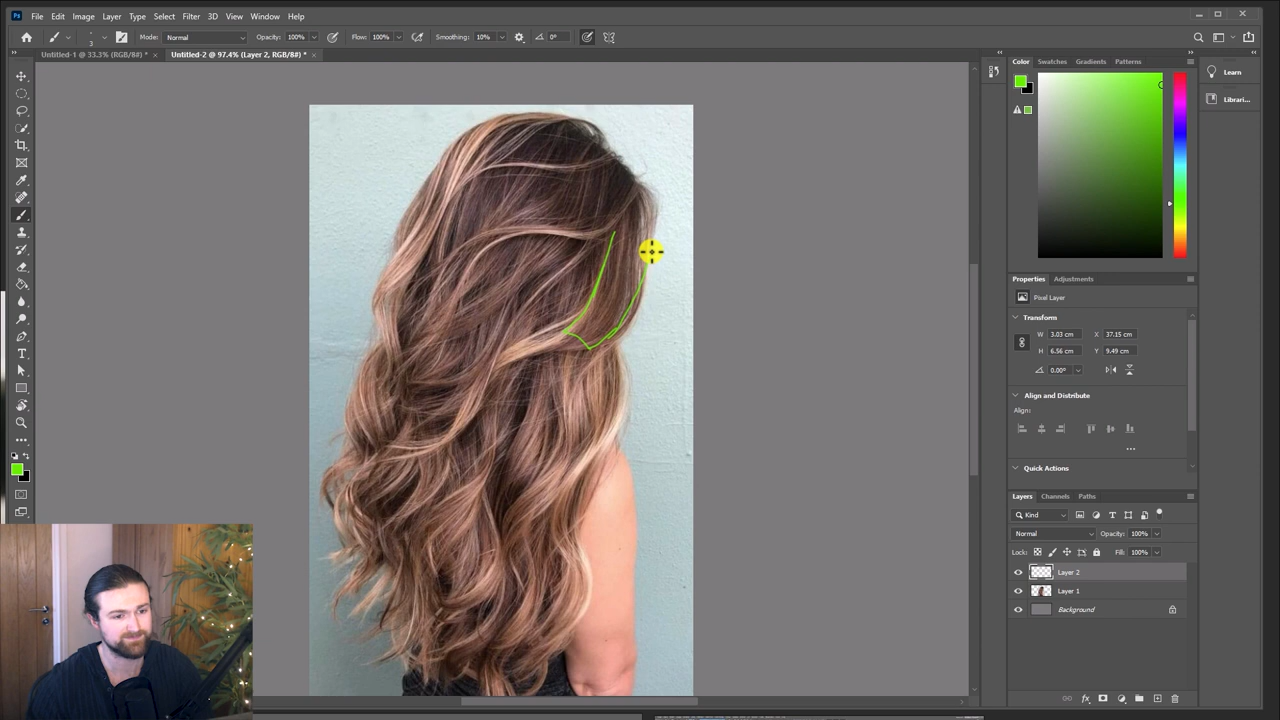 Ps File Edit Image Layer Type Select Filter 3D View Window Help
3 Mode: Normal Opacity: 100% Flow: 100% Smoothing: 10% 0°
Untitled-1 @ 33.3% (RGB/8#) * × Untitled-2 @ 97.4% (Layer 2, RGB/8#) * ×
Color Swatches Gradients Patterns
Learn
Librari...
Properties Adjustments
Pixel Layer
Transform
W 3.03 cm X 37.15 cm
H 6.56 cm Y 9.49 cm
0.00°
Align and Distribute
Align:
Quick Actions
Layers Channels Paths
Kind
Normal Opacity: 100%
Lock: Fill: 100%
Layer 2
Layer 1
Background